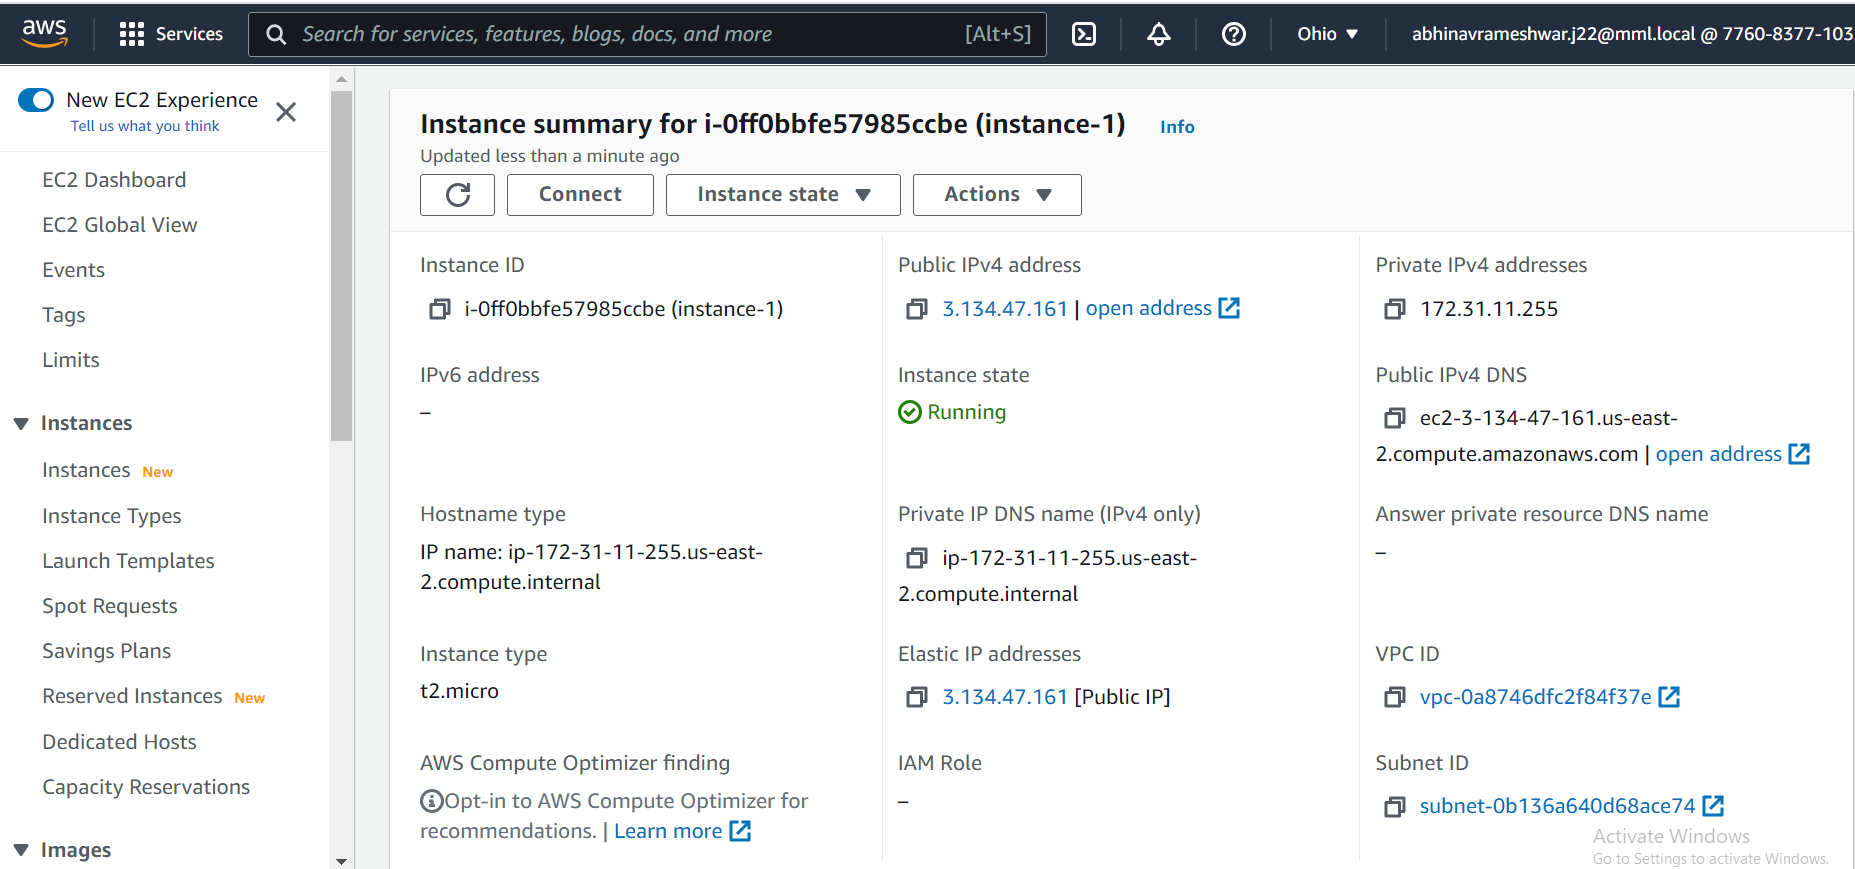 aws
Services
Search for services, features, blogs, docs, and more
[Alt+S]
Ohio ▼
abhinavrameshwar.j22@mml.local @ 7760-8377-103
New EC2 Experience
Tell us what you think
EC2 Dashboard
EC2 Global View
Events
Tags
Limits
Instances
Instances New
Instance Types
Launch Templates
Spot Requests
Savings Plans
Reserved Instances New
Dedicated Hosts
Capacity Reservations
Images
Instance summary for i-0ff0bbfe57985ccbe (instance-1) Info
Updated less than a minute ago
Connect
Instance state ▼
Actions ▼
Instance ID
i-0ff0bbfe57985ccbe (instance-1)
Public IPv4 address
3.134.47.161 | open address
Private IPv4 addresses
172.31.11.255
IPv6 address
–
Instance state
Running
Public IPv4 DNS
ec2-3-134-47-161.us-east-
2.compute.amazonaws.com | open address
Hostname type
IP name: ip-172-31-11-255.us-east-
2.compute.internal
Private IP DNS name (IPv4 only)
ip-172-31-11-255.us-east-
2.compute.internal
Answer private resource DNS name
–
Instance type
t2.micro
Elastic IP addresses
3.134.47.161 [Public IP]
VPC ID
vpc-0a8746dfc2f84f37e
AWS Compute Optimizer finding
Opt-in to AWS Compute Optimizer for
recommendations. | Learn more
IAM Role
–
Subnet ID
subnet-0b136a640d68ace74
Activate Windows
Go to Settings to activate Windows.